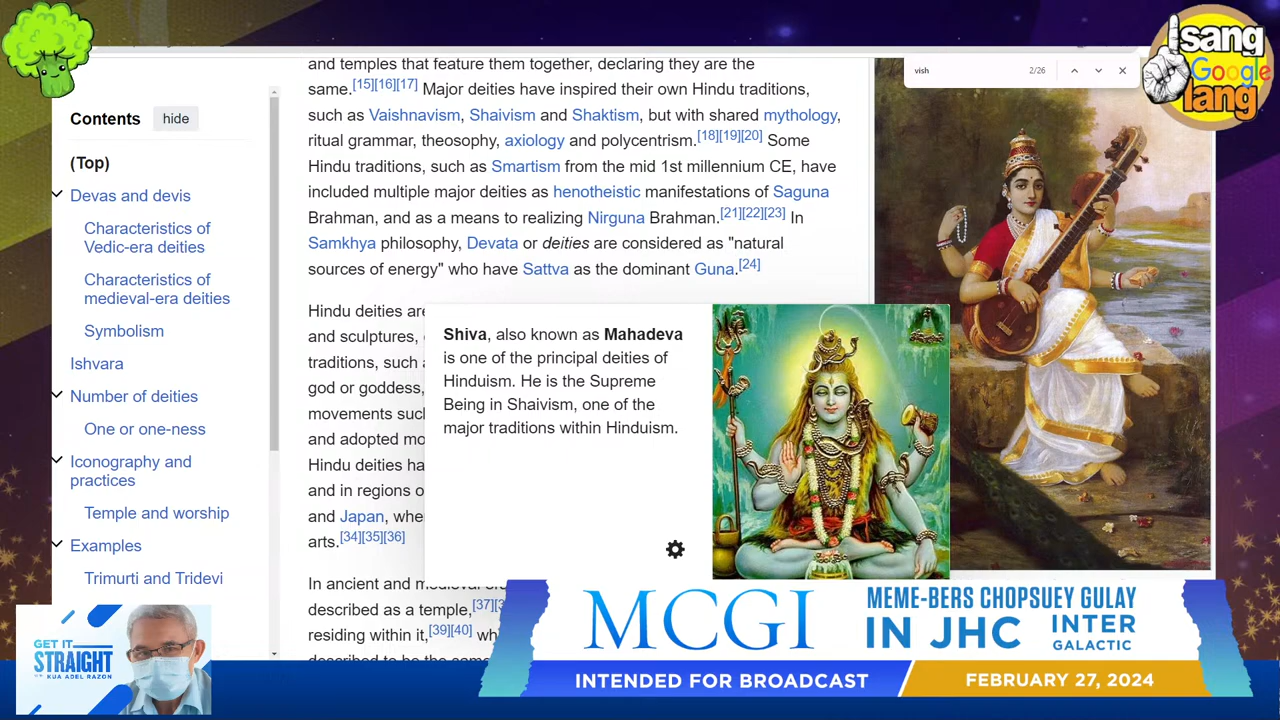 and temples that feature them together, declaring they are the
same.[15][16][17] Major deities have inspired their own Hindu traditions,
such as Vaishnavism, Shaivism and Shaktism, but with shared mythology,
ritual grammar, theosophy, axiology and polycentrism.[18][19][20] Some
Hindu traditions, such as Smartism from the mid 1st millennium CE, have
included multiple major deities as henotheistic manifestations of Saguna
Brahman, and as a means to realizing Nirguna Brahman.[21][22][23] In
Samkhya philosophy, Devata or deities are considered as "natural
sources of energy" who have Sattva as the dominant Guna.[24]
Hindu deities are
and sculptures,
traditions, such
god or goddess,
movements such
and adopted
Hindu deities
and in regions
and Japan,
arts.[34][35][36]
In ancient and
described as a temple,[37]
residing within it,[39][40]
Contents hide
(Top)
Devas and devis
Characteristics of
Vedic-era deities
Characteristics of
medieval-era deities
Symbolism
Ishvara
Number of deities
One or one-ness
Iconography and
practices
Temple and worship
Examples
Trimurti and Tridevi
Shiva, also known as Mahadeva
is one of the principal deities of
Hinduism. He is the Supreme
Being in Shaivism, one of the
major traditions within Hinduism.
vish 2/26
Isang
Google
lang
GET IT
STRAIGHT
KUYA ADEL RAZON
MCGI
MEME-BERS CHOPSUEY GULAY
IN JHC INTER
GALACTIC
INTENDED FOR BROADCAST
FEBRUARY 27, 2024